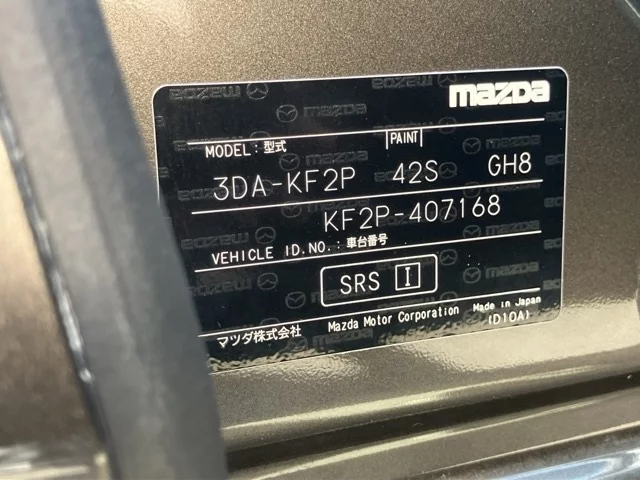 mazda
MODEL: 型式 PAINT
3DA-KF2P 42S GH8
KF2P-407168
VEHICLE ID.NO.: 車台番号
SRS I
マツダ株式会社 Mazda Motor Corporation Made in Japan
(D10A)